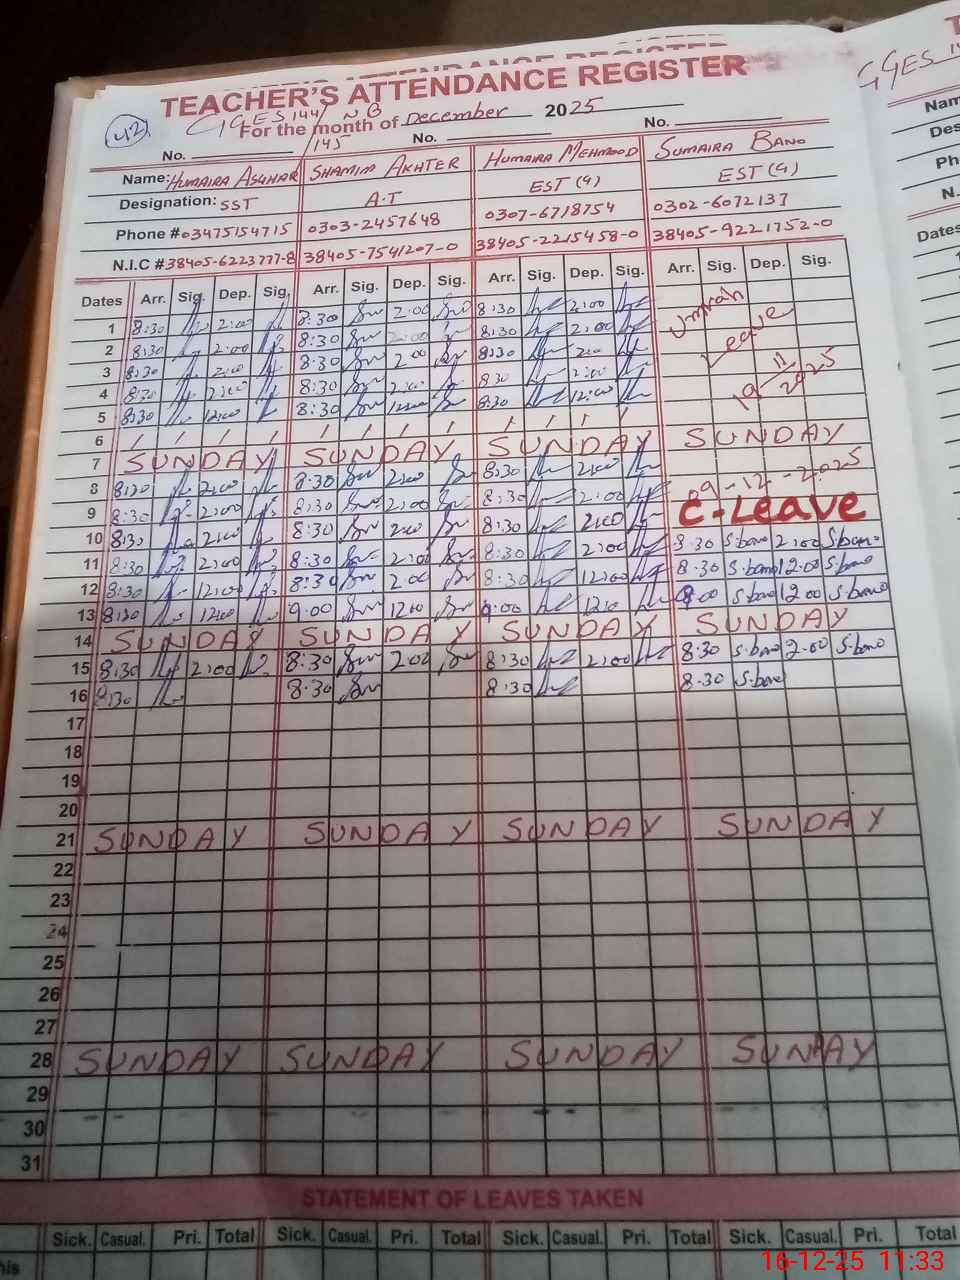 TEACHER'S ATTENDANCE REGISTER
42
GGES 144/145 NB
For the month of December 2025
No. No. No.
Name: HUMAIRA ASGHAR SHAMIM AKHTER HUMAIRA MEHMOOD SUMAIRA BANO
Designation: SST A.T EST (G) EST (G)
Phone # 03475154715 0303-2457648 0307-6718754 0302-6072137
N.I.C # 38405-6223777-8 38405-7541207-0 38405-2215458-0 38405-9221752-0
Dates Arr. Sig. Dep. Sig. Arr. Sig. Dep. Sig. Arr. Sig. Dep. Sig. Arr. Sig. Dep. Sig.
1 8:30 2:00 8:30 2:00 8:30 2:00 Umrah
2 8:30 2:00 8:30 2:00 8:30 2:00 Leave
3 8:30 2:00 8:30 2:00 8:30 2:00 19-11-2025
4 8:30 2:00 8:30 2:00 8:30 2:00
5 8:30 12:00 8:30 12:00 8:30 12:00
6 / / / / / / / / / / /
7 SUNDAY SUNDAY SUNDAY SUNDAY
8 8:30 2:00 8:30 2:00 8:30 2:00 09-12-2025
9 8:30 2:00 8:30 2:00 8:30 2:00 C-Leave
10 8:30 2:00 8:30 2:00 8:30 2:00 8:30 S.bano 2:00 S.bano
11 8:30 2:00 8:30 2:00 8:30 2:00 8:30 S.bano 12:00 S.bano
12 8:30 12:00 8:30 2:00 8:30 12:00 9:00 S.bano 12:00 S.bano
13 8:30 12:00 9:00 12:00 9:00 12:00
14 SUNDAY SUNDAY SUNDAY SUNDAY
15 8:30 2:00 8:30 2:00 8:30 2:00 8:30 S.bano 2:00 S.bano
16 8:30 8:30 8:30 8:30 S.bano
17
18
19
20
21 SUNDAY SUNDAY SUNDAY SUNDAY
22
23
24
25
26
27
28 SUNDAY SUNDAY SUNDAY SUNDAY
29
30
31
STATEMENT OF LEAVES TAKEN
Sick. Casual. Pri. Total Sick. Casual. Pri. Total Sick. Casual. Pri. Total Sick. Casual. Pri. Total
16-12-25 11:33
GGES
Dates